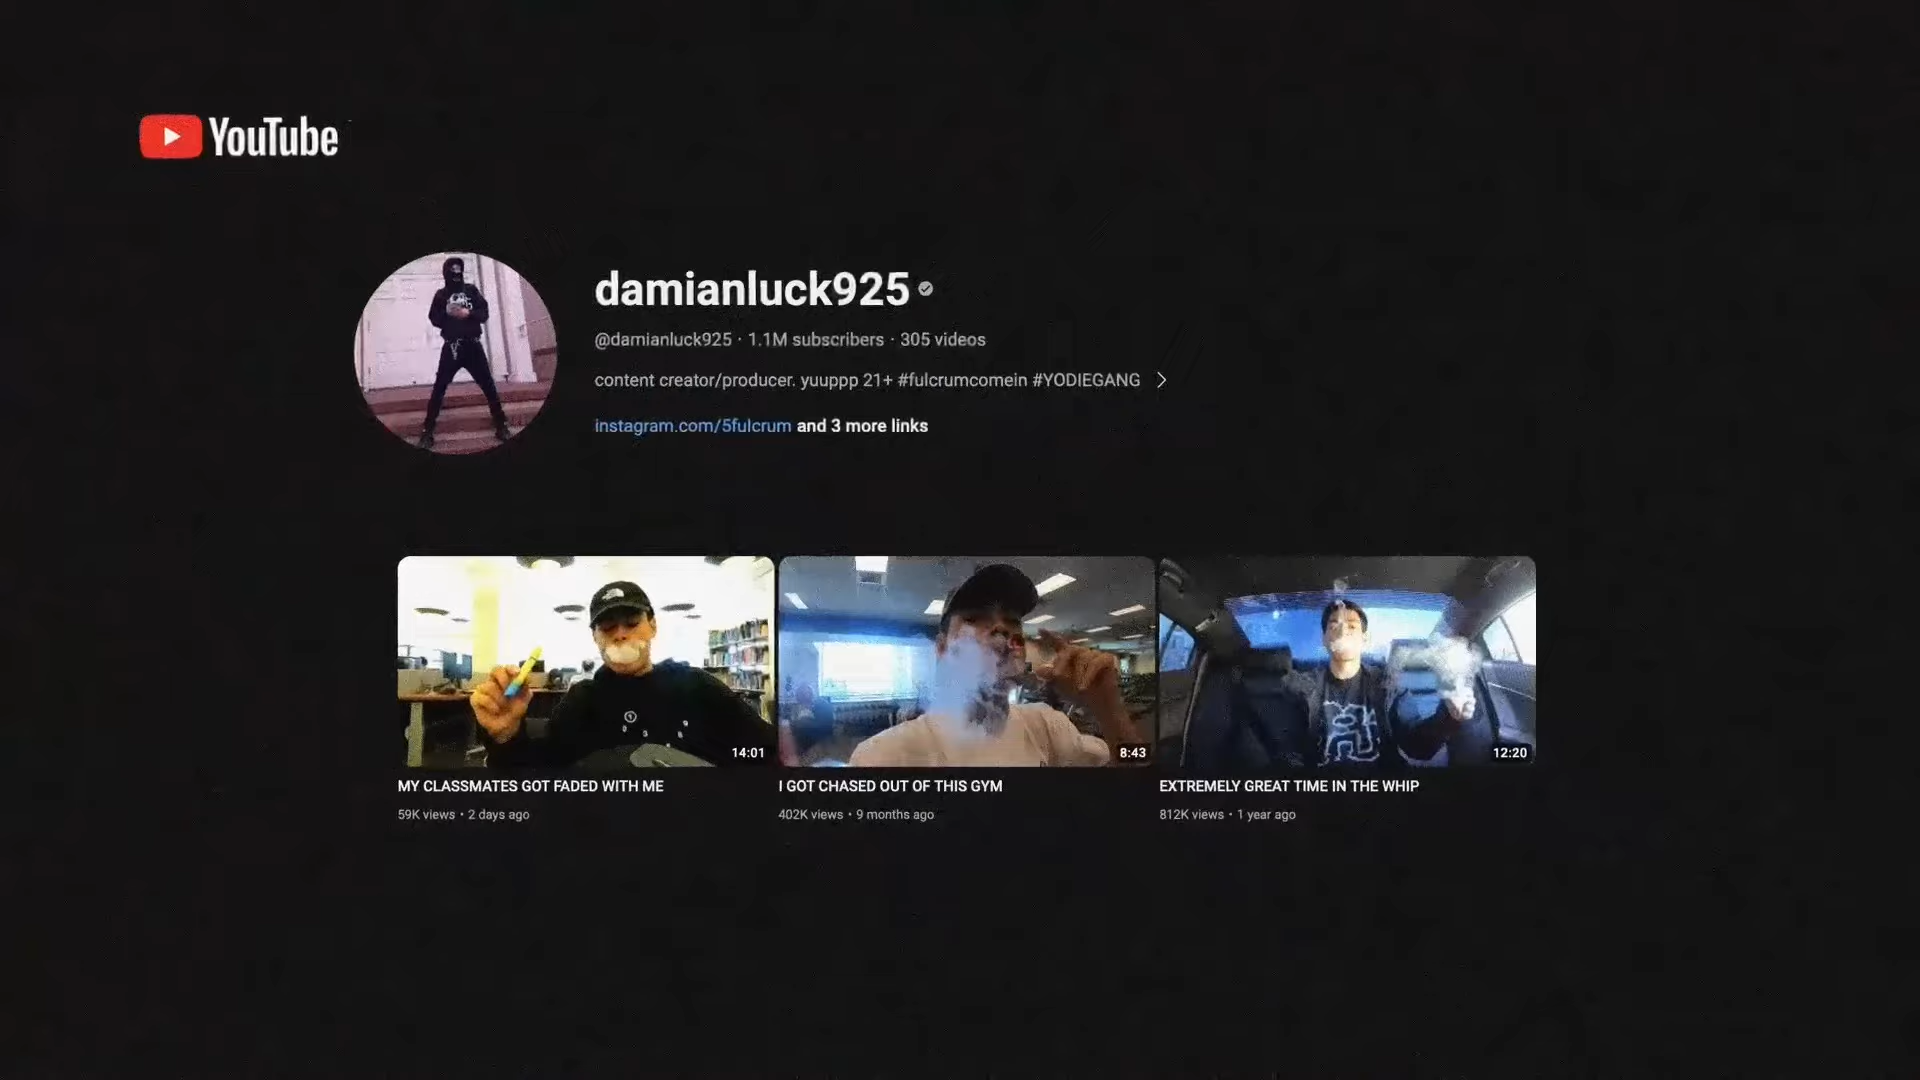 YouTube
damianluck925
@damianluck925 · 1.1M subscribers · 305 videos
content creator/producer. yuuppp 21+ #fulcrumcomein #YODIEGANG
instagram.com/5fulcrum and 3 more links
14:01
8:43
12:20
MY CLASSMATES GOT FADED WITH ME
I GOT CHASED OUT OF THIS GYM
EXTREMELY GREAT TIME IN THE WHIP
59K views • 2 days ago
402K views • 9 months ago
812K views • 1 year ago